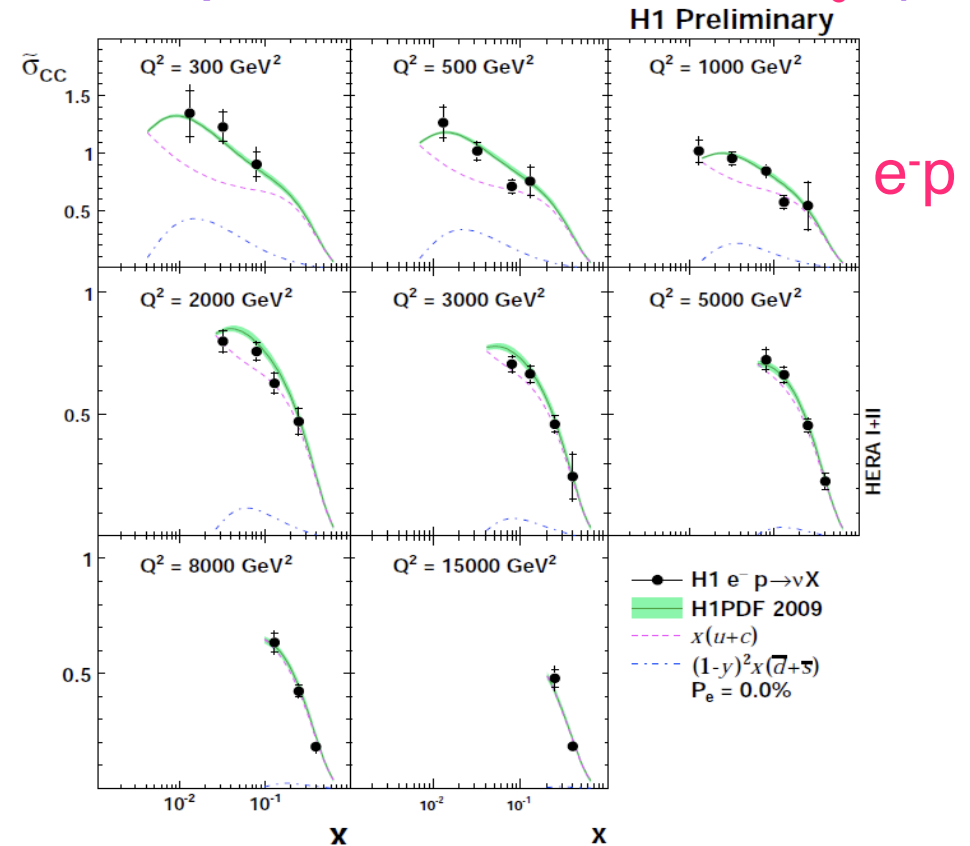 H1 Preliminary
σ̃CC
Q² = 300 GeV²
Q² = 500 GeV²
Q² = 1000 GeV²
1.5
1
0.5
e⁻p
Q² = 2000 GeV²
Q² = 3000 GeV²
Q² = 5000 GeV²
1
0.5
HERA I+II
Q² = 8000 GeV²
Q² = 15000 GeV²
1
0.5
H1 e⁻ p→νX
H1PDF 2009
x(u+c)
(1-y)²x(d̅+s̅)
Pe = 0.0%
10⁻² 10⁻¹ 10⁻² 10⁻¹
x x